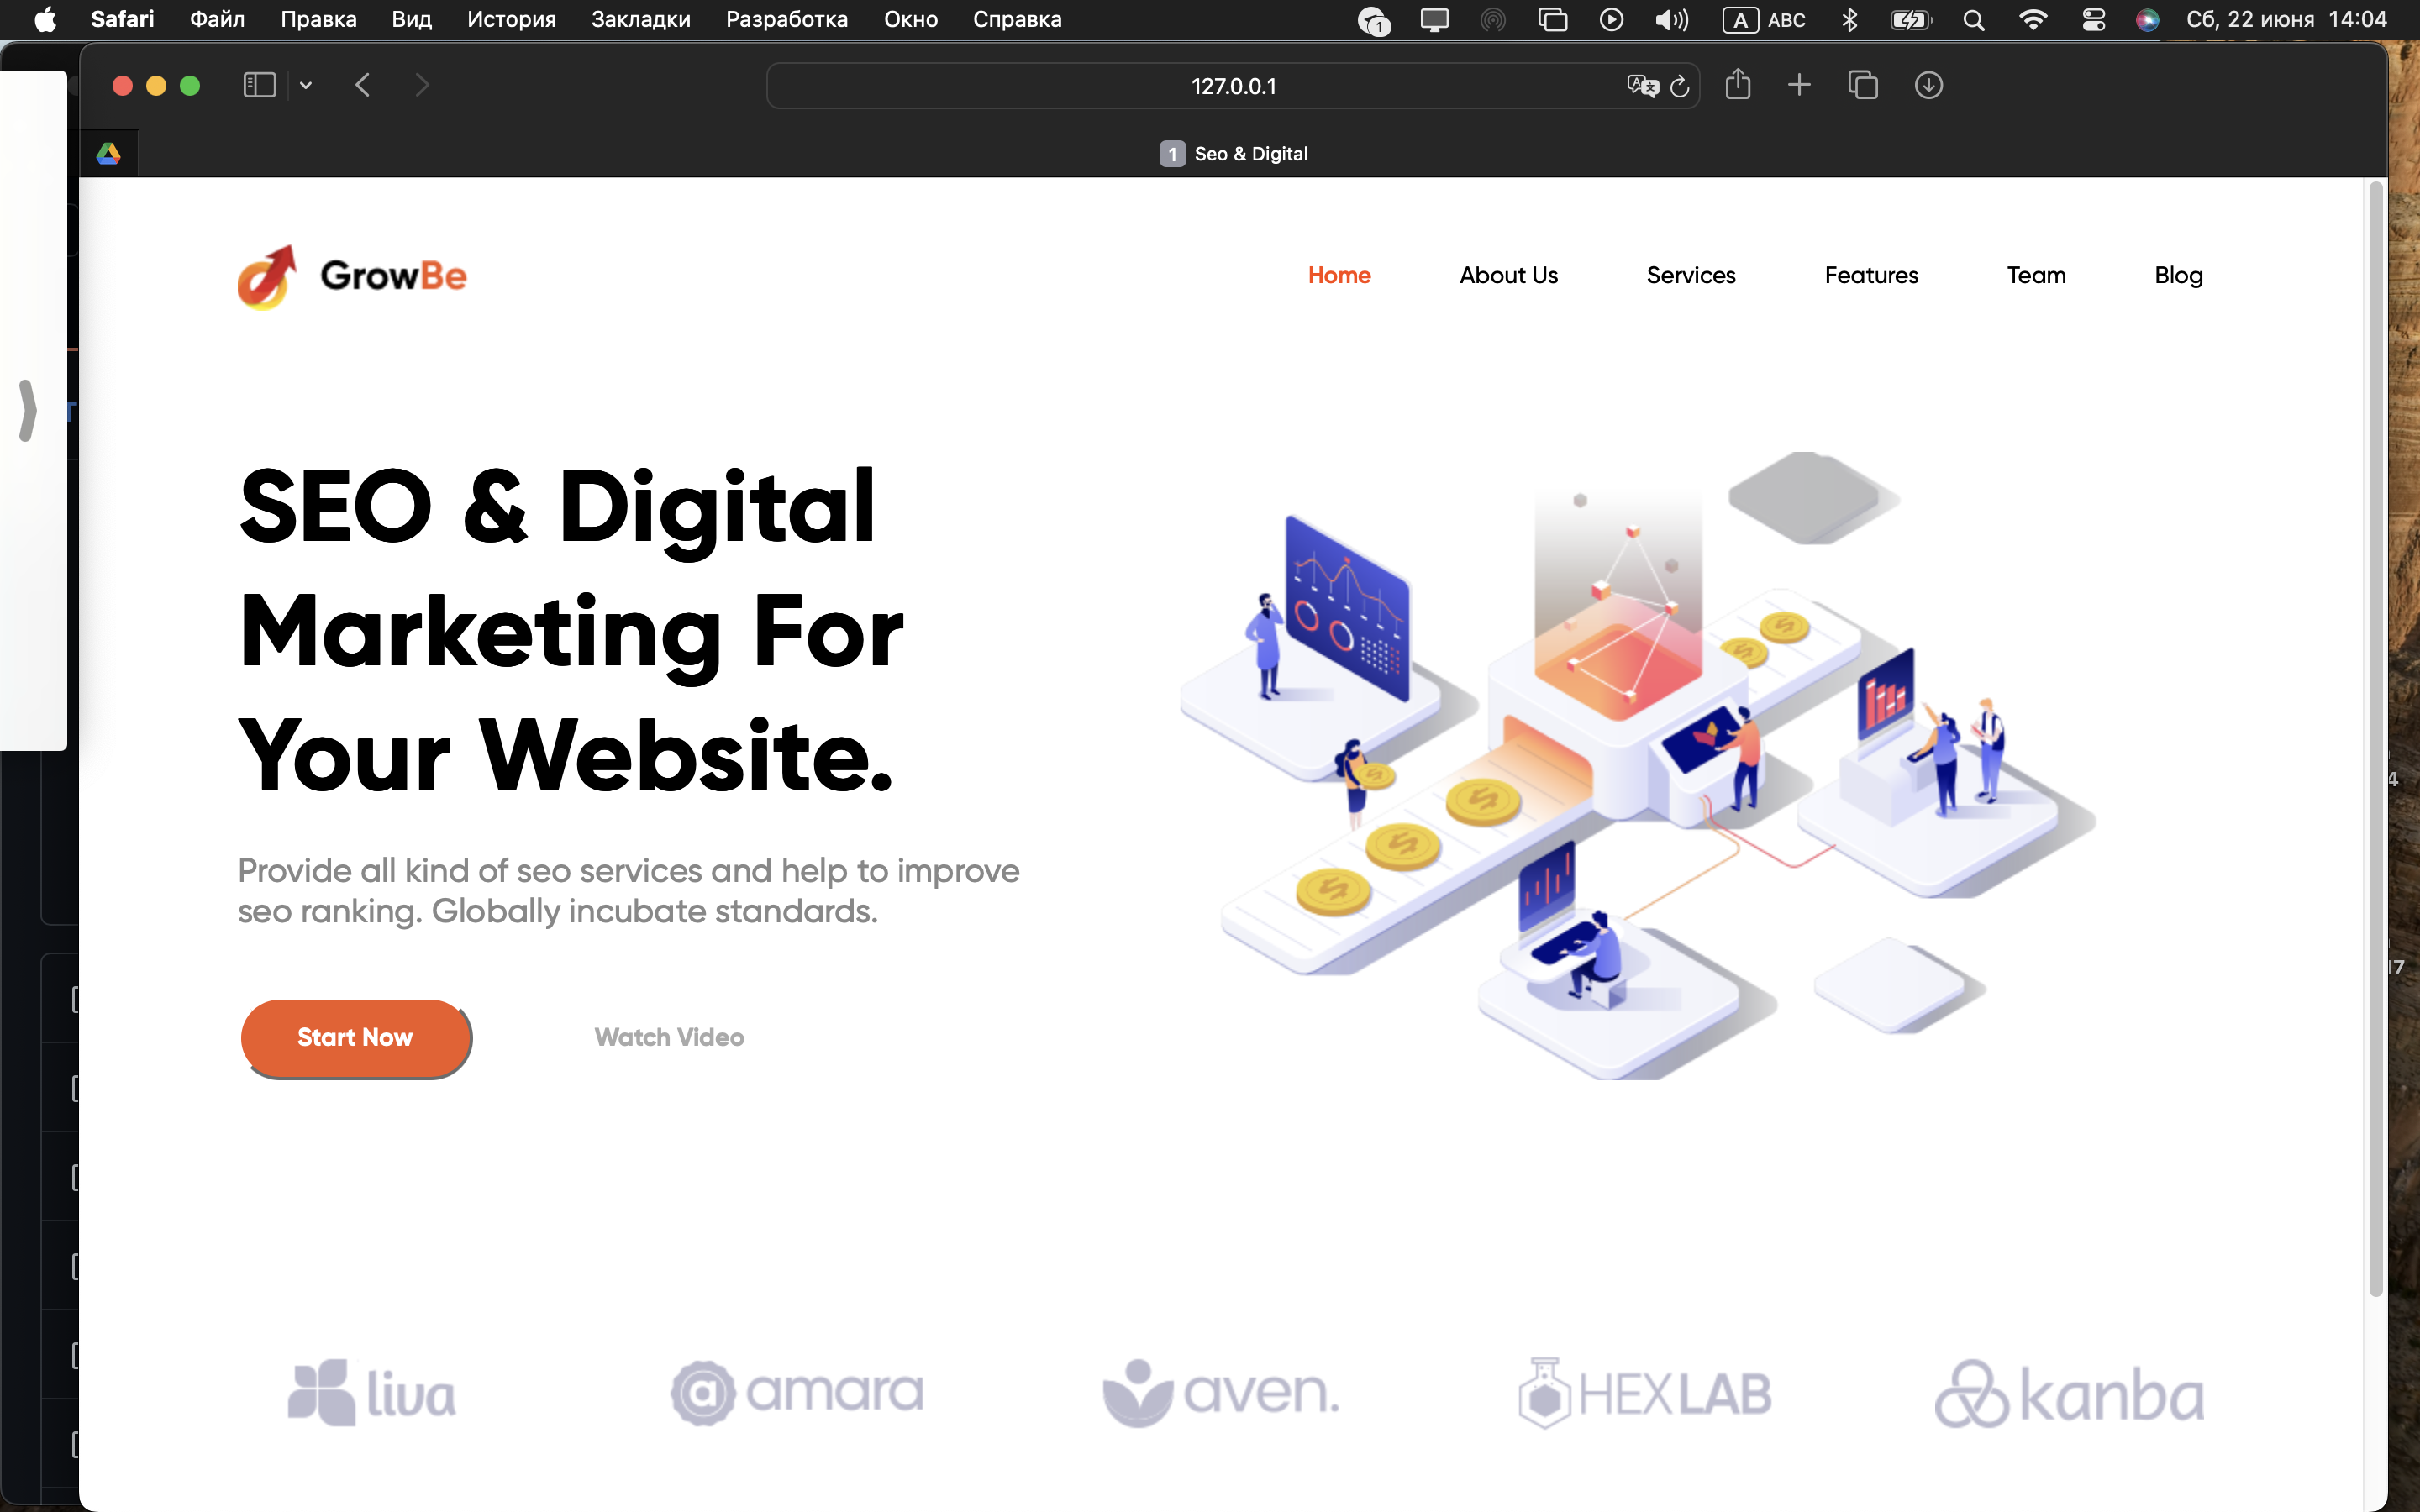 Safari Файл Правка Вид История Закладки Разработка Окно Справка 1 A ABC Сб, 22 июня 14:04
127.0.0.1
1 Seo & Digital
GrowBe Home About Us Services Features Team Blog
SEO & Digital
Marketing For
Your Website.
Provide all kind of seo services and help to improve
seo ranking. Globally incubate standards.
Start Now Watch Video
liva amara aven. HEXLAB kanba